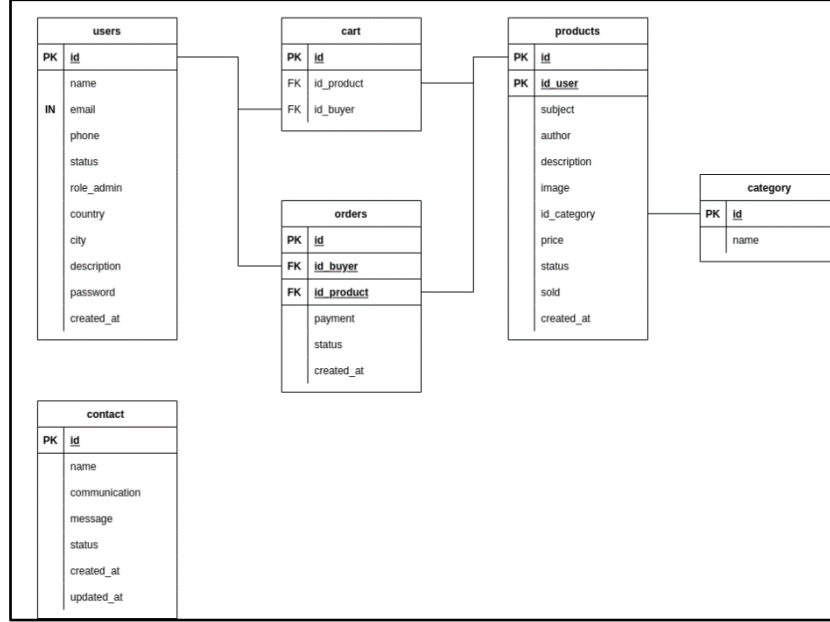 users
PK id
name
IN email
phone
status
role_admin
country
city
description
password
created_at
cart
PK id
FK id_product
FK id_buyer
orders
PK id
FK id_buyer
FK id_product
payment
status
created_at
products
PK id
PK id_user
subject
author
description
image
id_category
price
status
sold
created_at
category
PK id
name
contact
PK id
name
communication
message
status
created_at
updated_at